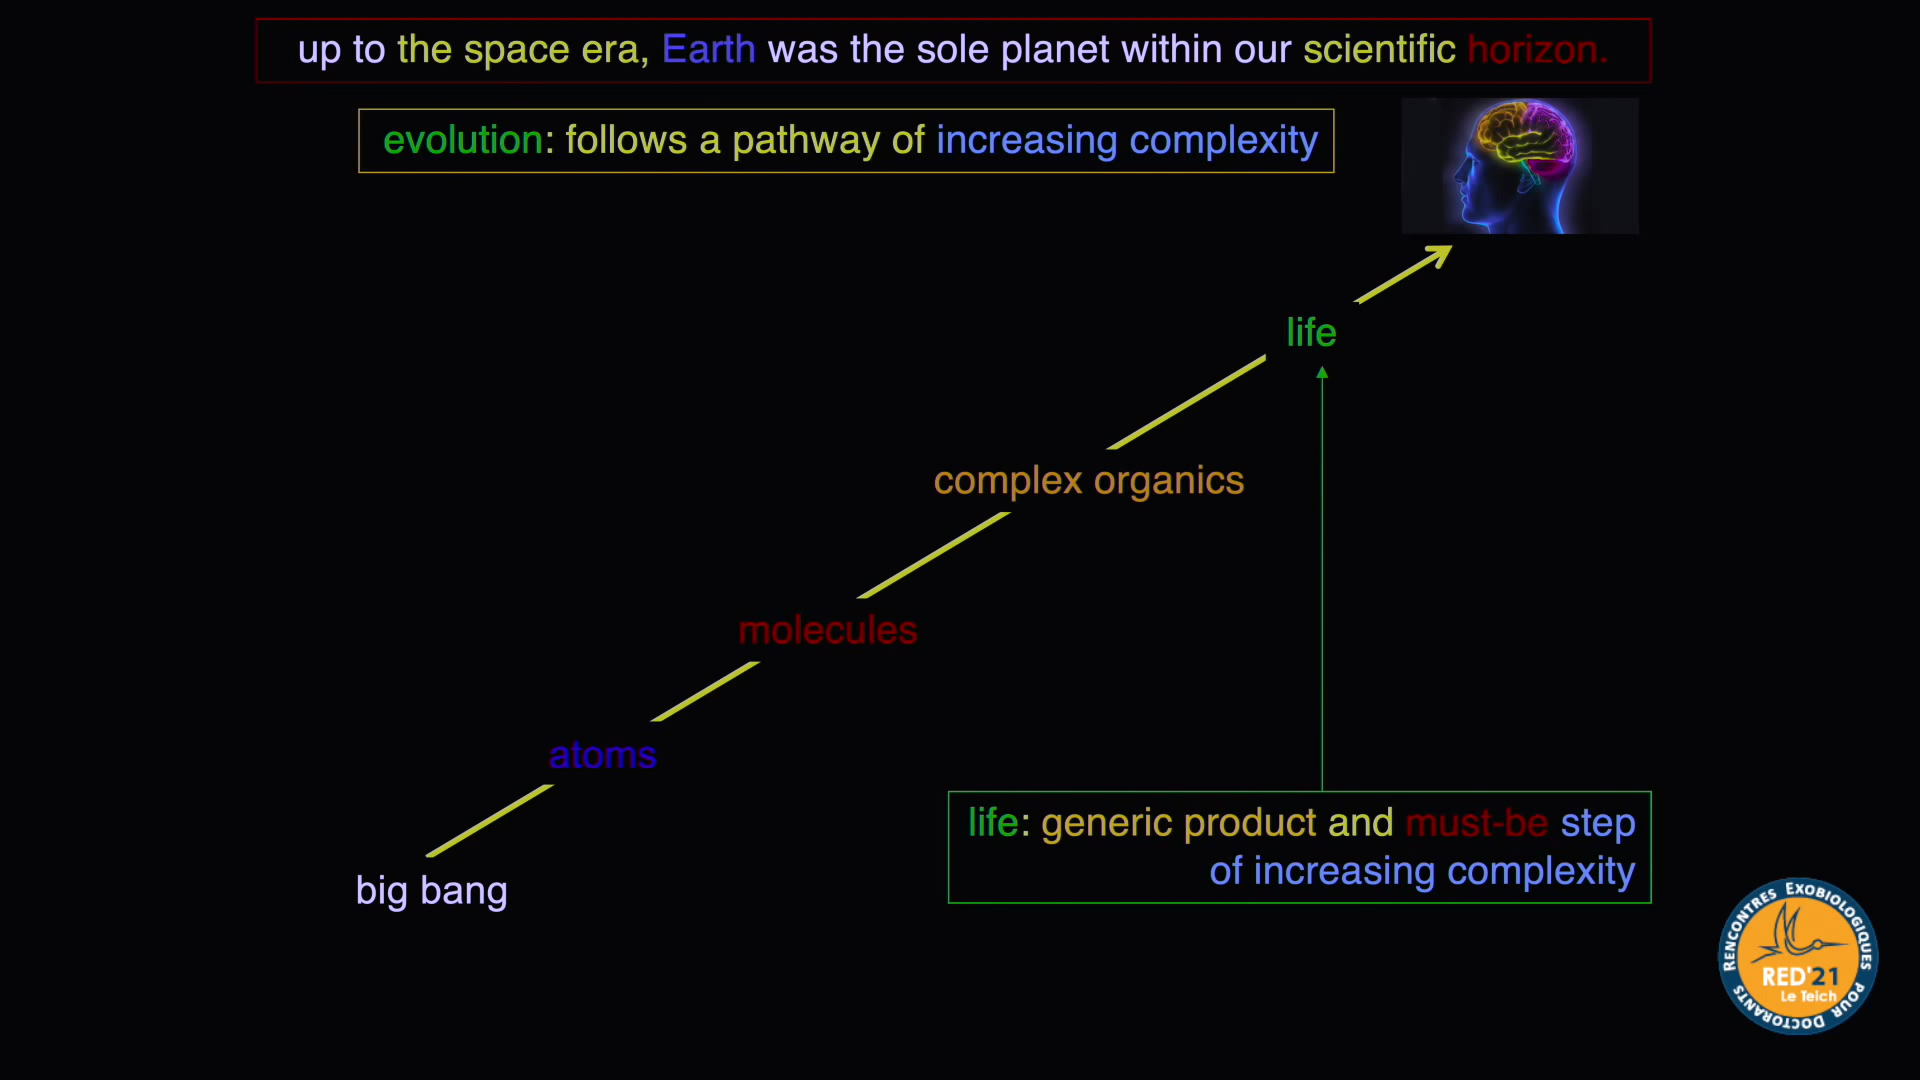 up to the space era, Earth was the sole planet within our scientific horizon.
evolution: follows a pathway of increasing complexity
life
complex organics
molecules
atoms
life: generic product and must-be step
of increasing complexity
big bang
RENCONTRES EXOBIOLOGIQUES
POUR DOCTORANTS
RED'21
Le Teich